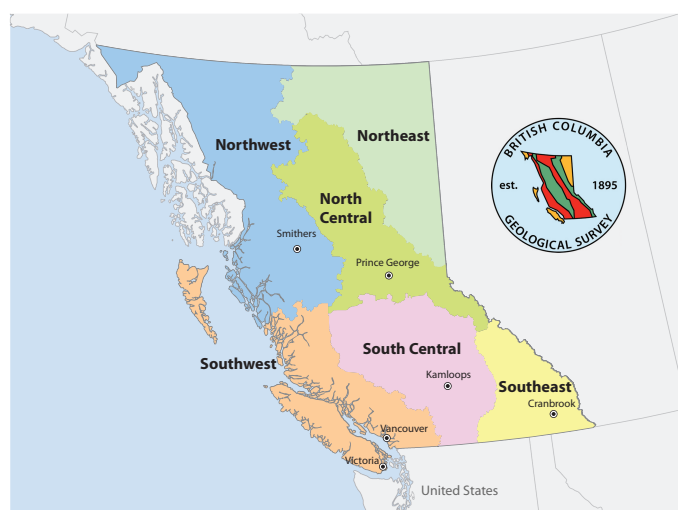 BRITISH COLUMBIA
est. 1895
GEOLOGICAL SURVEY
Northeast
Northwest
North
Central
Smithers
Prince George
Southwest
South Central
Kamloops
Southeast
Cranbrook
Vancouver
Victoria
United States